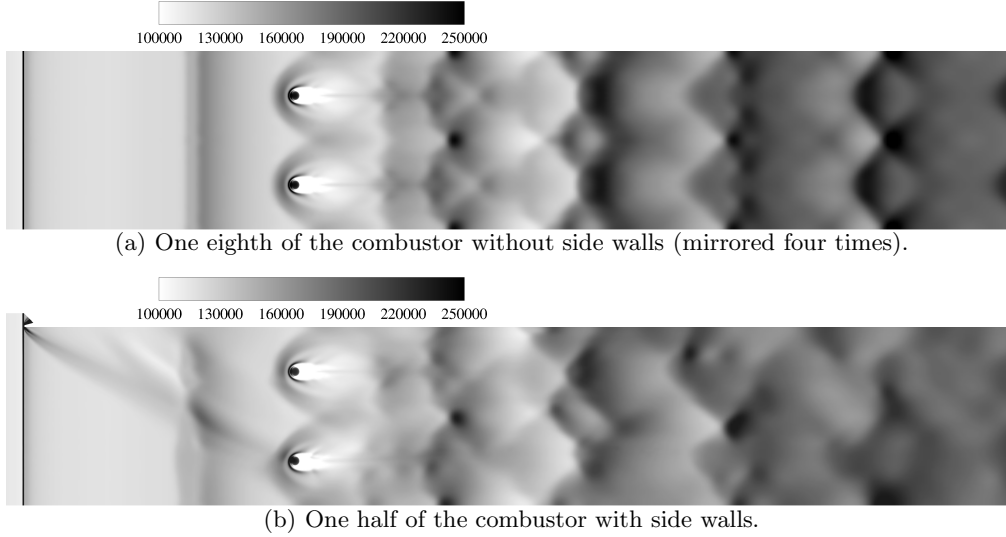 100000 130000 160000 190000 220000 250000
(a) One eighth of the combustor without side walls (mirrored four times).
100000 130000 160000 190000 220000 250000
(b) One half of the combustor with side walls.